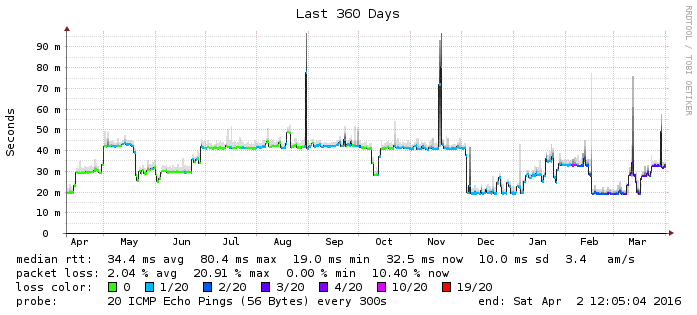 Last 360 Days
RRDTOOL / TOBI OETIKER
Seconds
90 m
80 m
70 m
60 m
50 m
40 m
30 m
20 m
10 m
0
Apr May Jun Jul Aug Sep Oct Nov Dec Jan Feb Mar
median rtt: 34.4 ms avg 80.4 ms max 19.0 ms min 32.5 ms now 10.0 ms sd 3.4 am/s
packet loss: 2.04 % avg 20.91 % max 0.00 % min 10.40 % now
loss color: 0 1/20 2/20 3/20 4/20 10/20 19/20
probe: 20 ICMP Echo Pings (56 Bytes) every 300s end: Sat Apr 2 12:05:04 2016